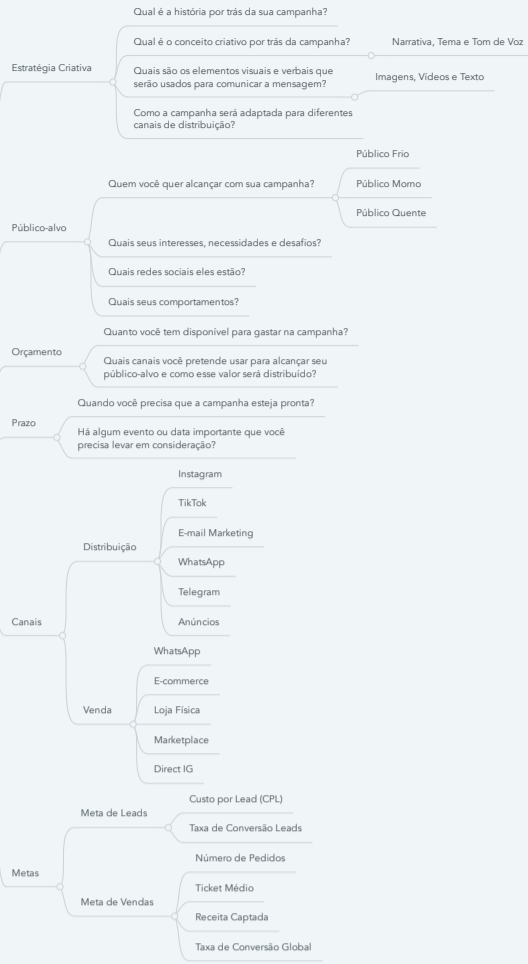 Estratégia Criativa
Qual é a história por trás da sua campanha?
Qual é o conceito criativo por trás da campanha?
Narrativa, Tema e Tom de Voz
Quais são os elementos visuais e verbais que
serão usados para comunicar a mensagem?
Imagens, Vídeos e Texto
Como a campanha será adaptada para diferentes
canais de distribuição?
Público-alvo
Quem você quer alcançar com sua campanha?
Público Frio
Público Morno
Público Quente
Quais seus interesses, necessidades e desafios?
Quais redes sociais eles estão?
Quais seus comportamentos?
Orçamento
Quanto você tem disponível para gastar na campanha?
Quais canais você pretende usar para alcançar seu
público-alvo e como esse valor será distribuído?
Prazo
Quando você precisa que a campanha esteja pronta?
Há algum evento ou data importante que você
precisa levar em consideração?
Canais
Distribuição
Instagram
TikTok
E-mail Marketing
WhatsApp
Telegram
Anúncios
Venda
WhatsApp
E-commerce
Loja Física
Marketplace
Direct IG
Metas
Meta de Leads
Custo por Lead (CPL)
Taxa de Conversão Leads
Meta de Vendas
Número de Pedidos
Ticket Médio
Receita Captada
Taxa de Conversão Global